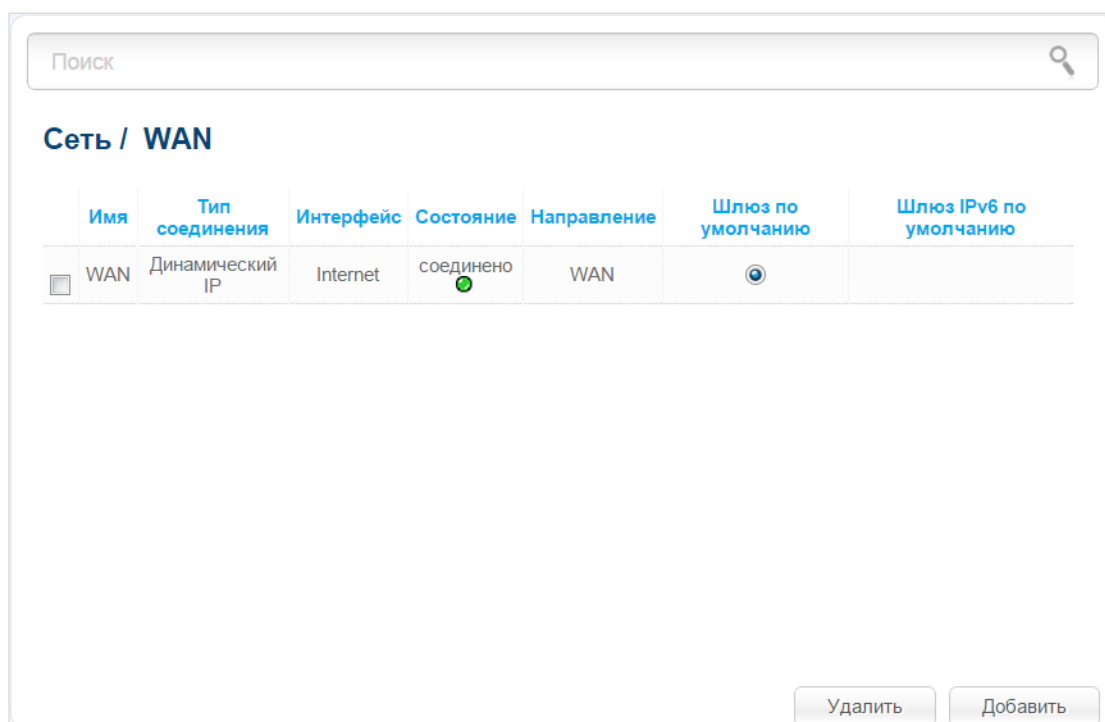 Поиск
Сеть / WAN
Имя Тип соединения Интерфейс Состояние Направление Шлюз по умолчанию Шлюз IPv6 по умолчанию
WAN Динамический IP Internet соединено WAN
Удалить Добавить